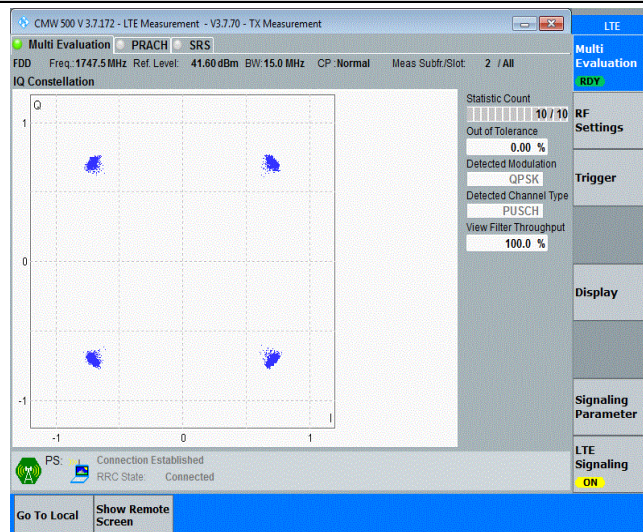 CMW 500 V 3.7.172 - LTE Measurement - V3.7.70 - TX Measurement
LTE
Multi Evaluation PRACH SRS
FDD Freq.: 1747.5 MHz Ref. Level: 41.60 dBm BW: 15.0 MHz CP : Normal Meas Subfr./Slot: 2 / All
IQ Constellation
Q
1
0
-1
I
-1 0 1
Statistic Count
10 / 10
Out of Tolerance
0.00 %
Detected Modulation
QPSK
Detected Channel Type
PUSCH
View Filter Throughput
100.0 %
Multi
Evaluation
RDY
RF
Settings
Trigger
Display
Signaling
Parameter
LTE
Signaling
ON
PS: Connection Established
RRC State: Connected
Go To Local
Show Remote
Screen